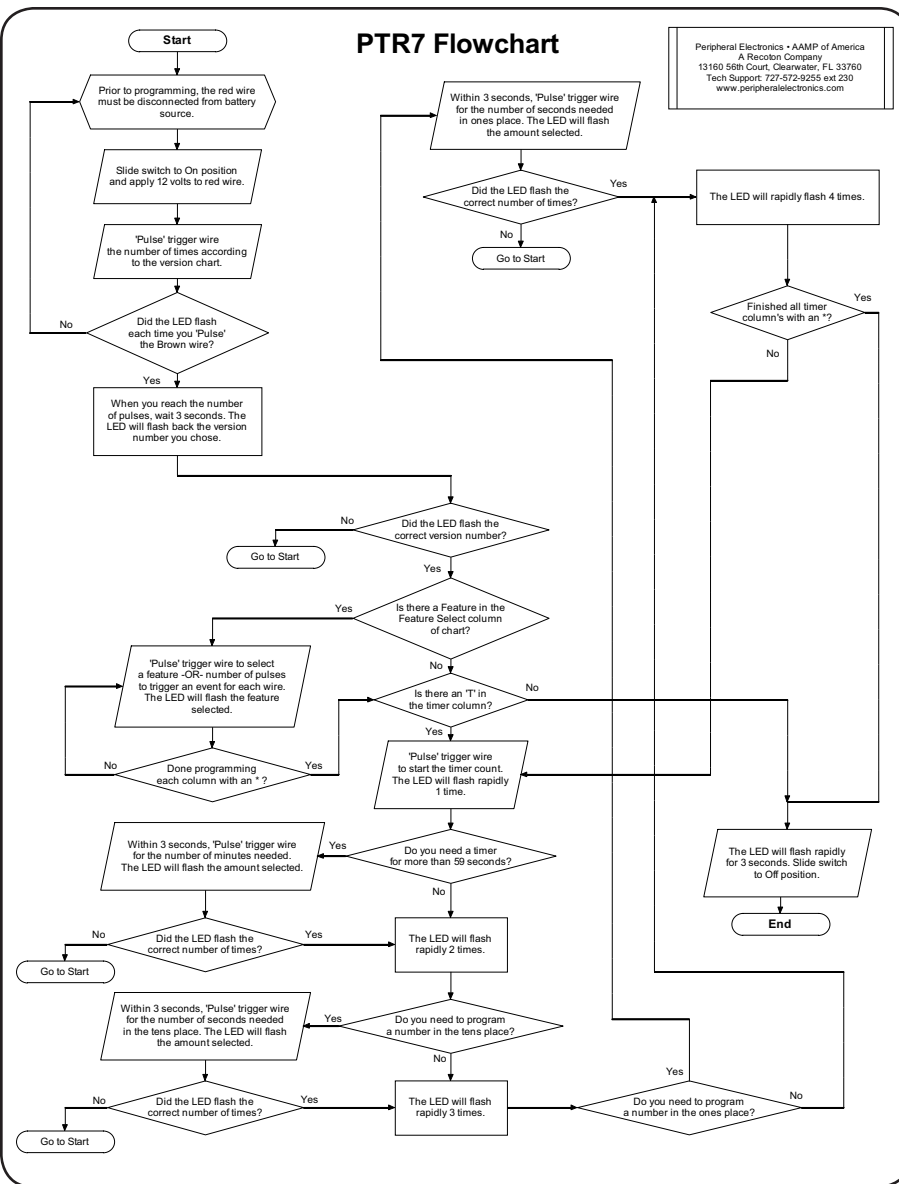 PTR7 Flowchart
Peripheral Electronics • AAMP of America
A Recoton Company
13160 56th Court, Clearwater, FL 33760
Tech Support: 727-572-9255 ext 230
www.peripheralelectronics.com
Start
Prior to programming, the red wire
must be disconnected from battery
source.
Slide switch to On position
and apply 12 volts to red wire.
'Pulse' trigger wire
the number of times according
to the version chart.
Did the LED flash
each time you 'Pulse'
the Brown wire?
No
Yes
When you reach the number
of pulses, wait 3 seconds. The
LED will flash back the version
number you chose.
Did the LED flash the
correct version number?
No
Go to Start
Yes
Is there a Feature in the
Feature Select column
of chart?
Yes
No
'Pulse' trigger wire to select
a feature -OR- number of pulses
to trigger an event for each wire.
The LED will flash the feature
selected.
Done programming
each column with an * ?
No
Yes
Is there an 'T' in
the timer column?
No
Yes
'Pulse' trigger wire
to start the timer count.
The LED will flash rapidly
1 time.
Do you need a timer
for more than 59 seconds?
Yes
No
Within 3 seconds, 'Pulse' trigger wire
for the number of minutes needed.
The LED will flash the amount selected.
Did the LED flash the
correct number of times?
No
Go to Start
Yes
The LED will flash
rapidly 2 times.
Do you need to program
a number in the tens place?
Yes
No
Within 3 seconds, 'Pulse' trigger wire
for the number of seconds needed
in the tens place. The LED will flash
the amount selected.
Did the LED flash the
correct number of times?
No
Go to Start
Yes
The LED will flash
rapidly 3 times.
Do you need to program
a number in the ones place?
Yes
No
Within 3 seconds, 'Pulse' trigger wire
for the number of seconds needed
in ones place. The LED will flash
the amount selected.
Did the LED flash the
correct number of times?
Yes
No
Go to Start
The LED will rapidly flash 4 times.
Finished all timer
column's with an *?
Yes
No
The LED will flash rapidly
for 3 seconds. Slide switch
to Off position.
End